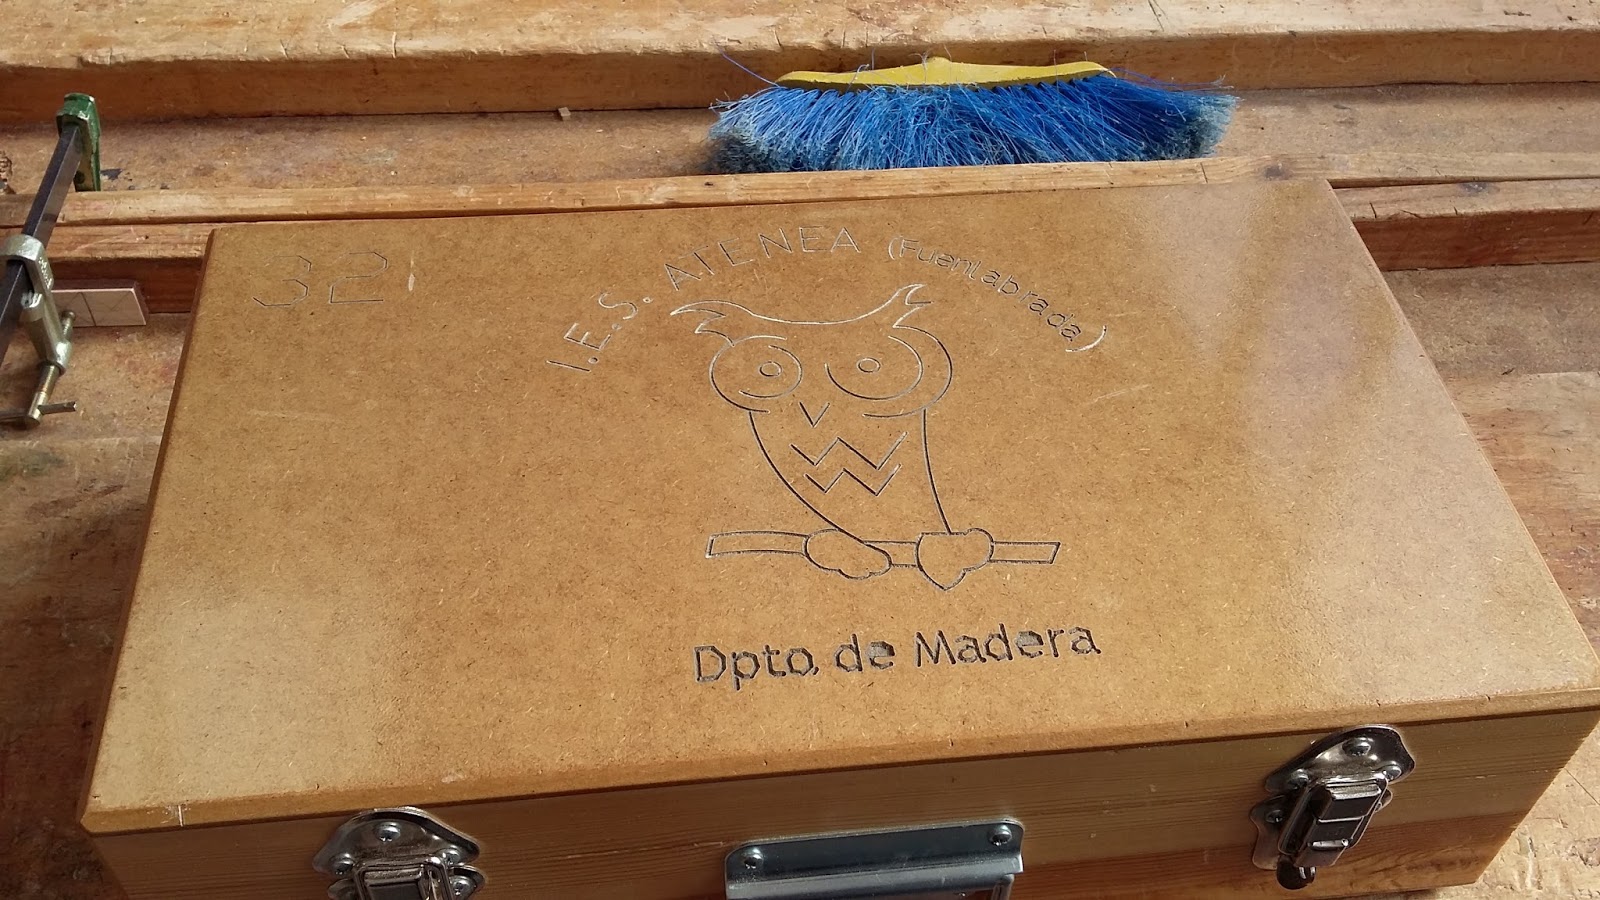 32
I.E.S. ATENEA (Fuenlabrada)
Dpto. de Madera